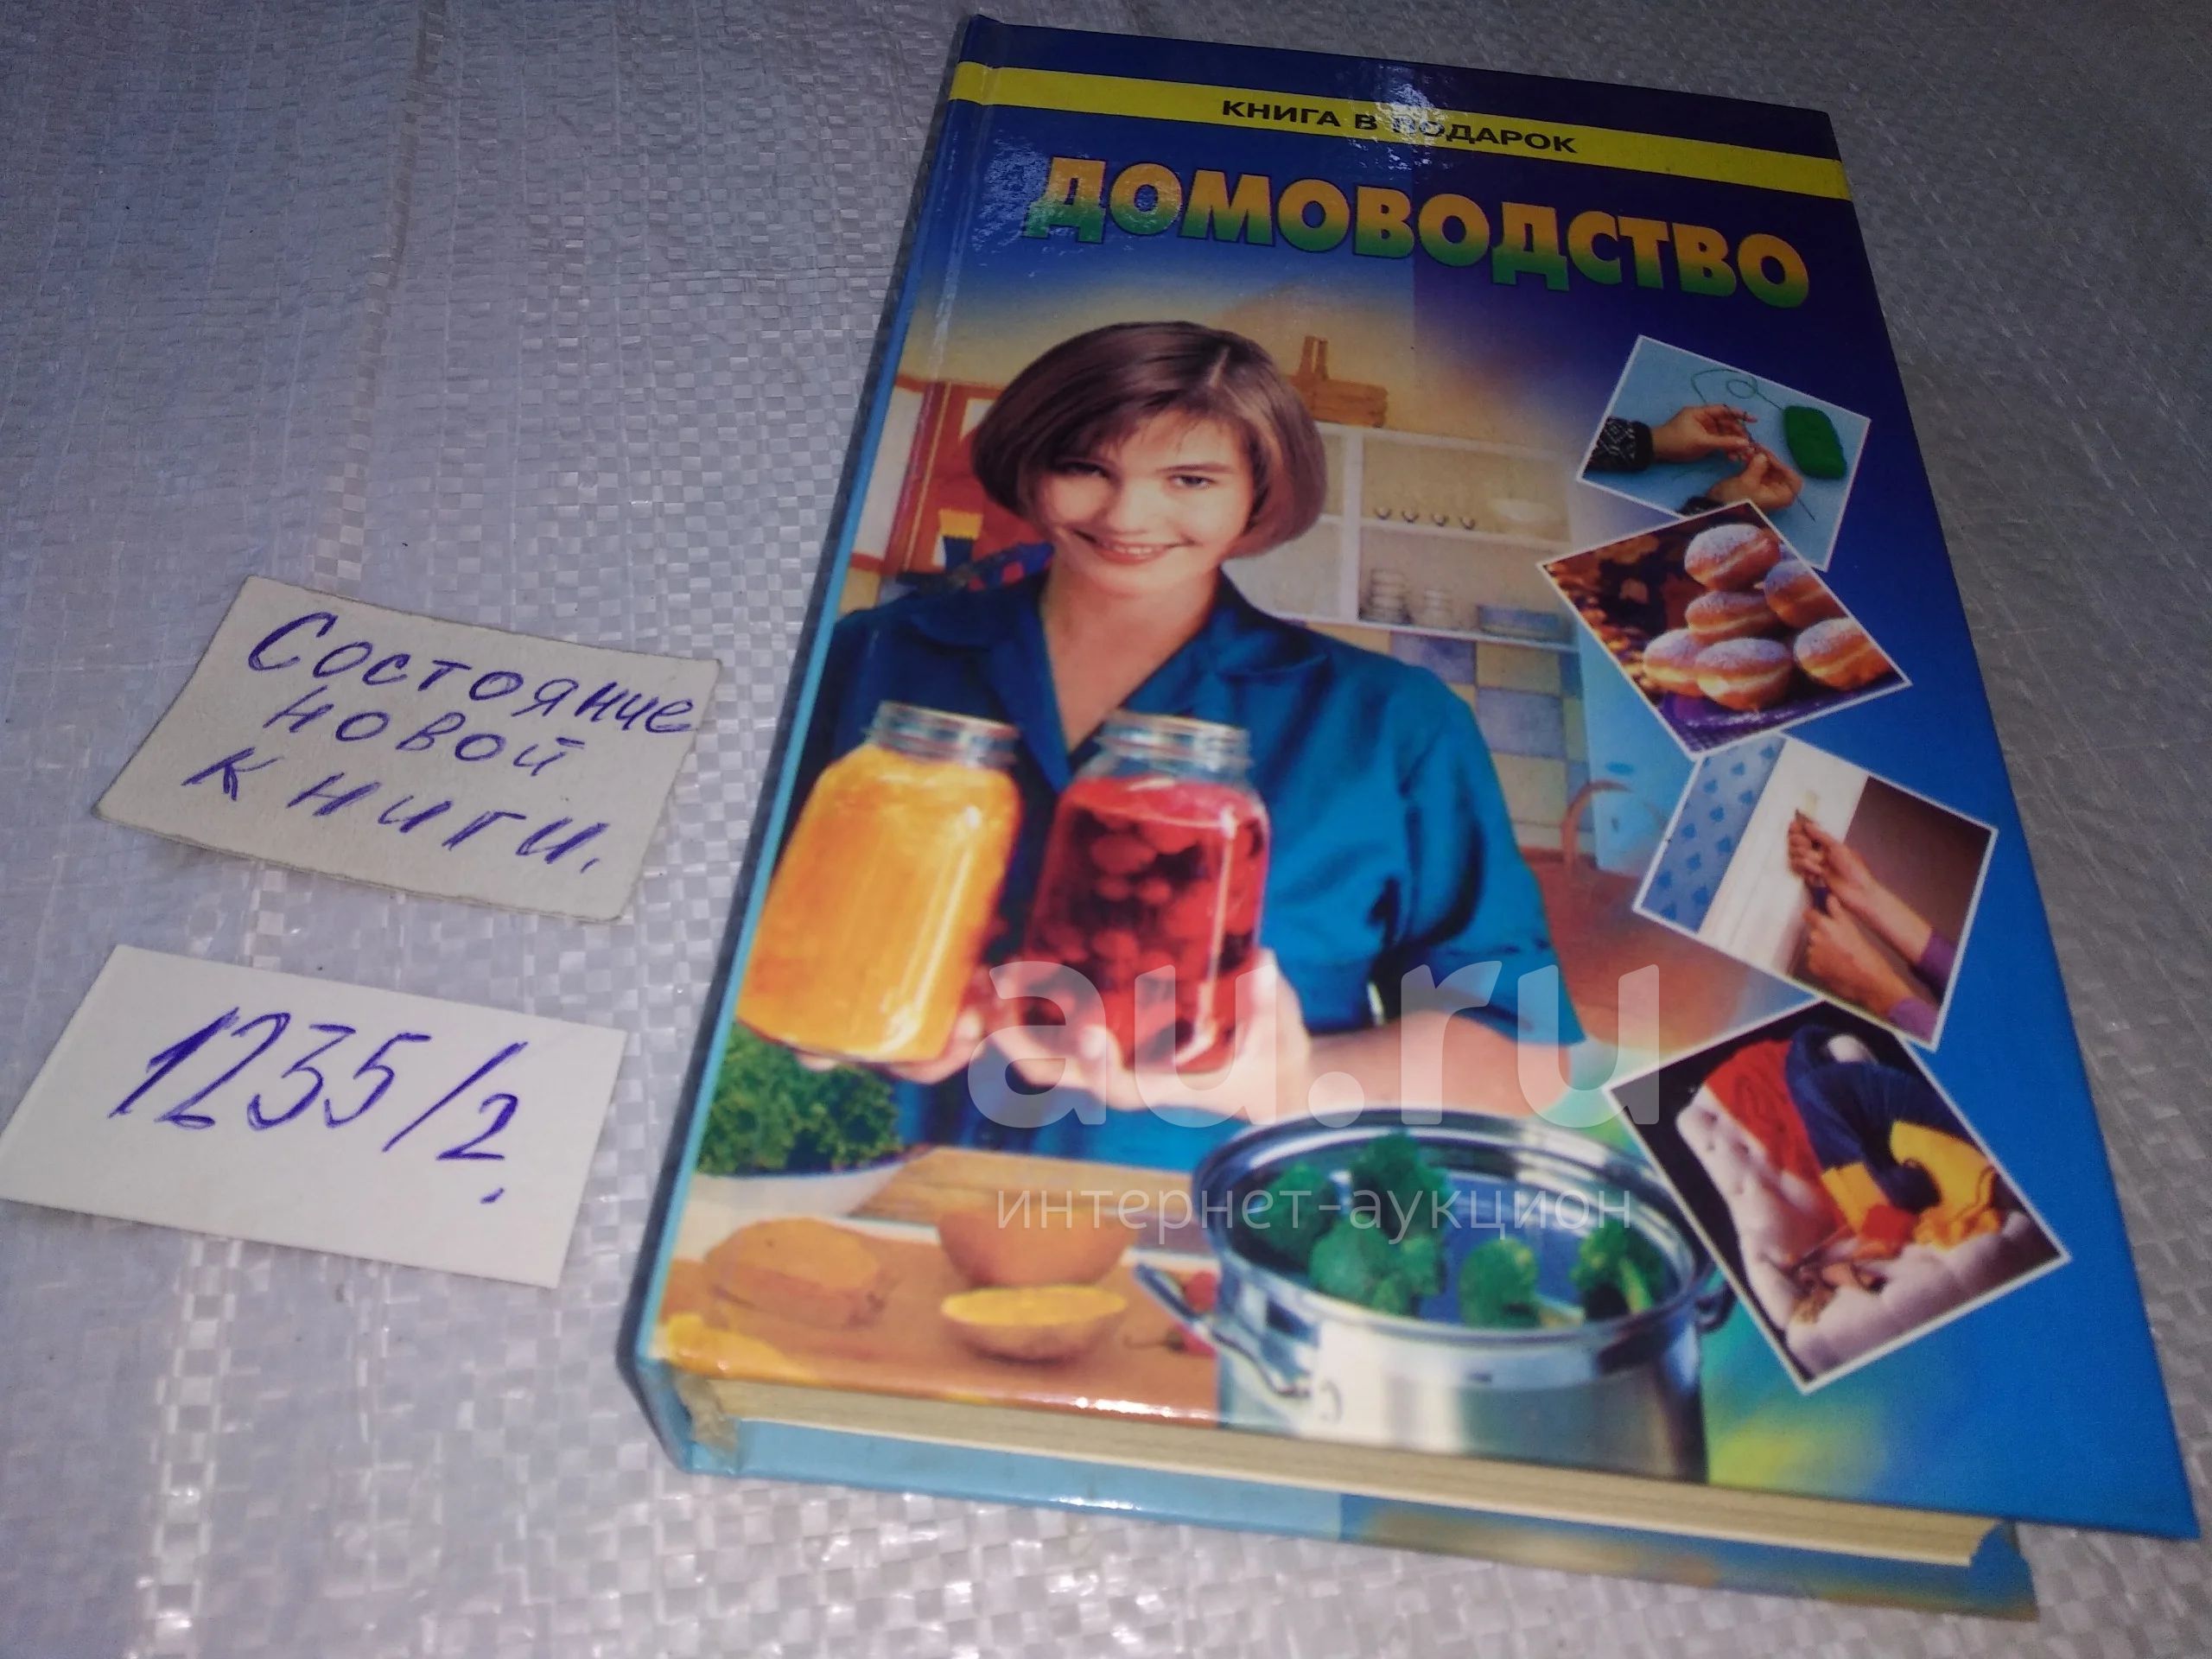 КНИГА В ПОДАРОК
ДОМОВОДСТВО
Состояние
новой
книги.
1235/2.
au.ru
интернет-аукцион